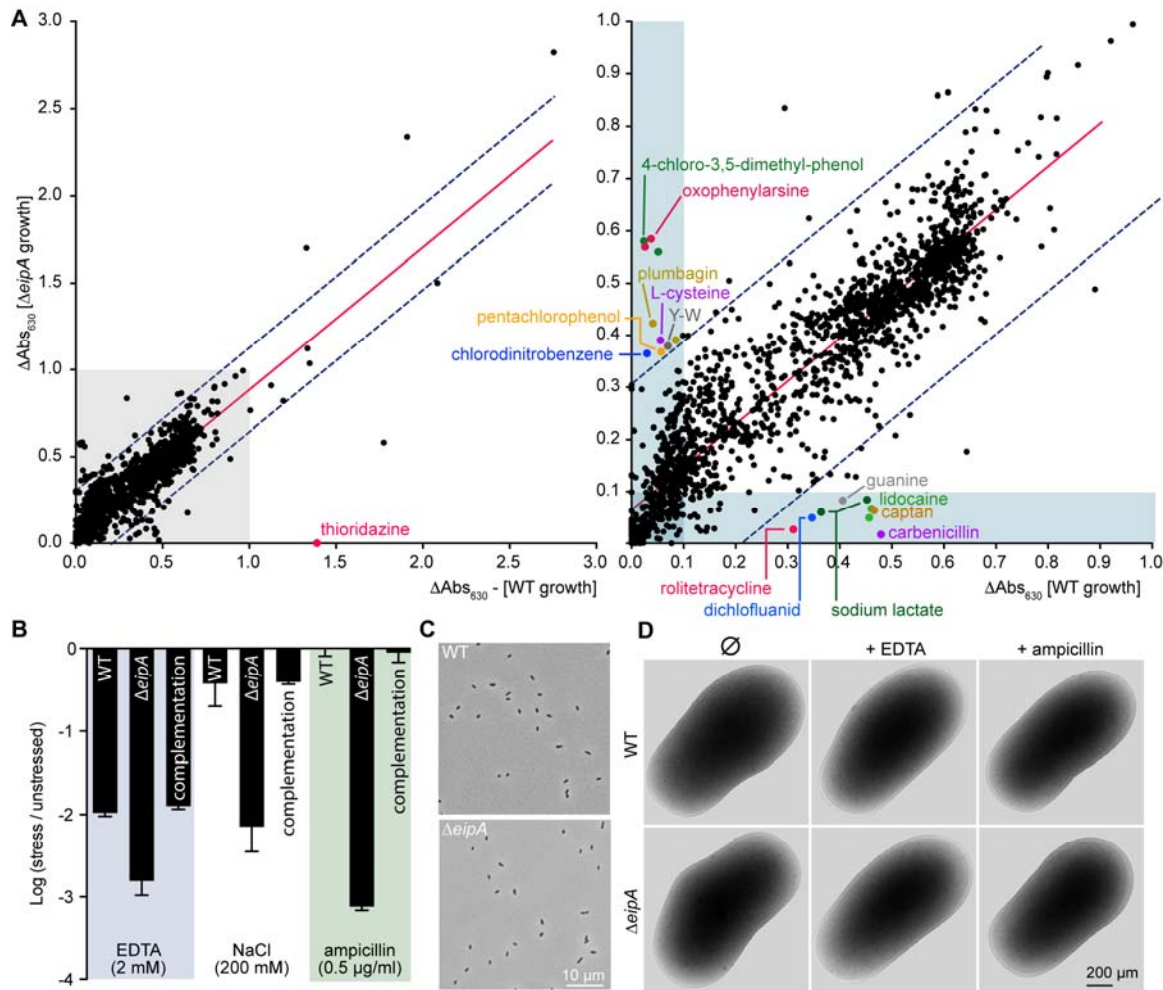 A
ΔAbs630 [ΔeipA growth]
3.0
2.5
2.0
1.5
1.0
0.5
0.0
0.0 0.5 1.0 1.5 2.0 2.5 3.0
ΔAbs630 - [WT growth]
thioridazine
1.0
0.9
0.8
0.7
0.6
0.5
0.4
0.3
0.2
0.1
0.0 0.1 0.2 0.3 0.4 0.5 0.6 0.7 0.8 0.9 1.0
ΔAbs630 [WT growth]
4-chloro-3,5-dimethyl-phenol
oxophenylarsine
plumbagin
L-cysteine
Y-W
pentachlorophenol
chlorodinitrobenzene
guanine
lidocaine
captan
carbenicillin
rolitetracycline
dichlofluanid
sodium lactate
B
Log (stress / unstressed)
0
-1
-2
-3
-4
WT
ΔeipA
complementation
WT
ΔeipA
complementation
WT
ΔeipA
complementation
EDTA
(2 mM)
NaCl
(200 mM)
ampicillin
(0.5 µg/ml)
C
WT
ΔeipA
10 µm
D
∅
+ EDTA
+ ampicillin
WT
ΔeipA
200 µm